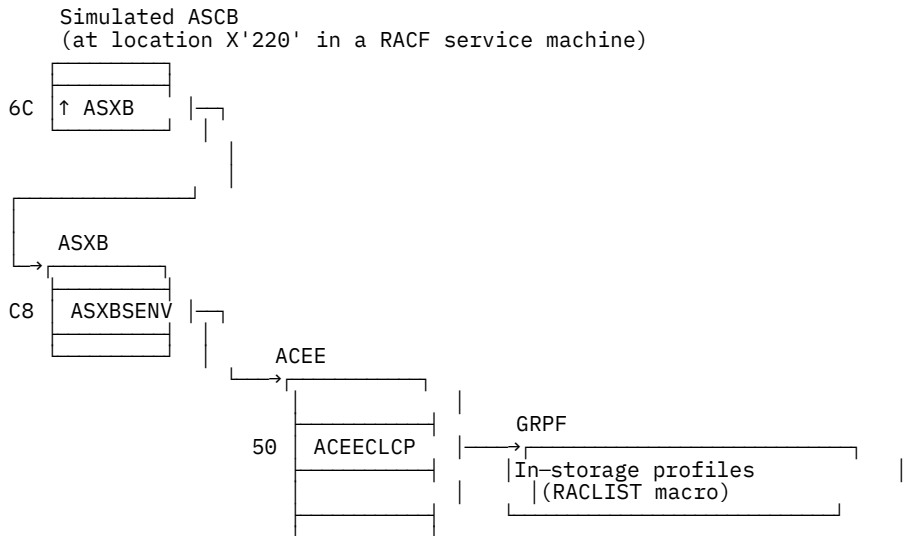 Simulated ASCB
(at location X'220' in a RACF service machine)
6C ↑ ASXB
ASXB
C8 ASXBSENV
ACEE
GRPF
50 ACEECLCP
In-storage profiles
(RACLIST macro)